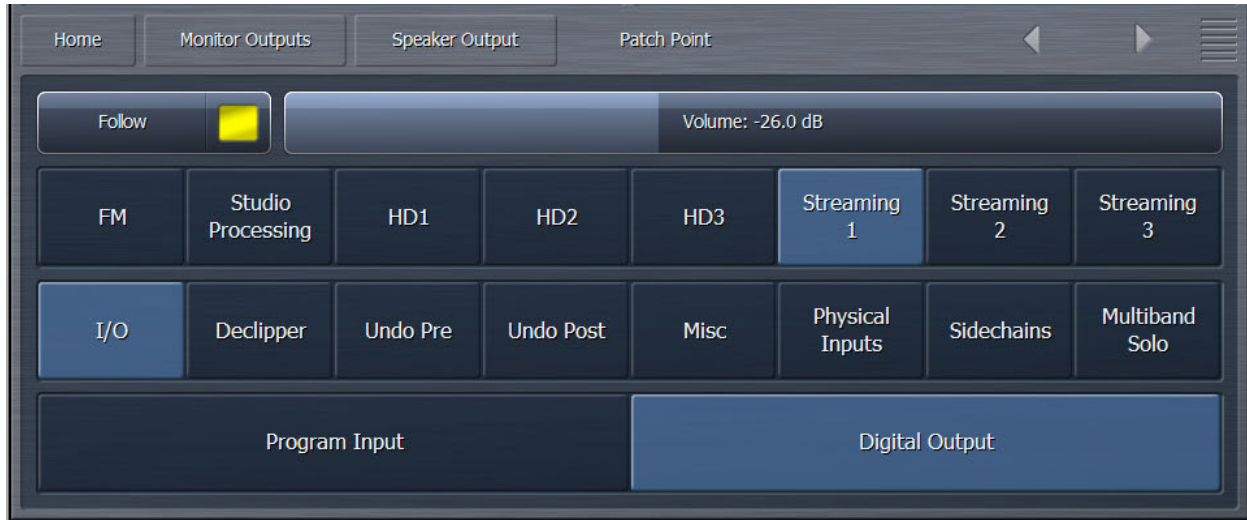 Home Monitor Outputs Speaker Output Patch Point
Follow Volume: -26.0 dB
FM Studio Processing HD1 HD2 HD3 Streaming 1 Streaming 2 Streaming 3
I/O Declipper Undo Pre Undo Post Misc Physical Inputs Sidechains Multiband Solo
Program Input Digital Output